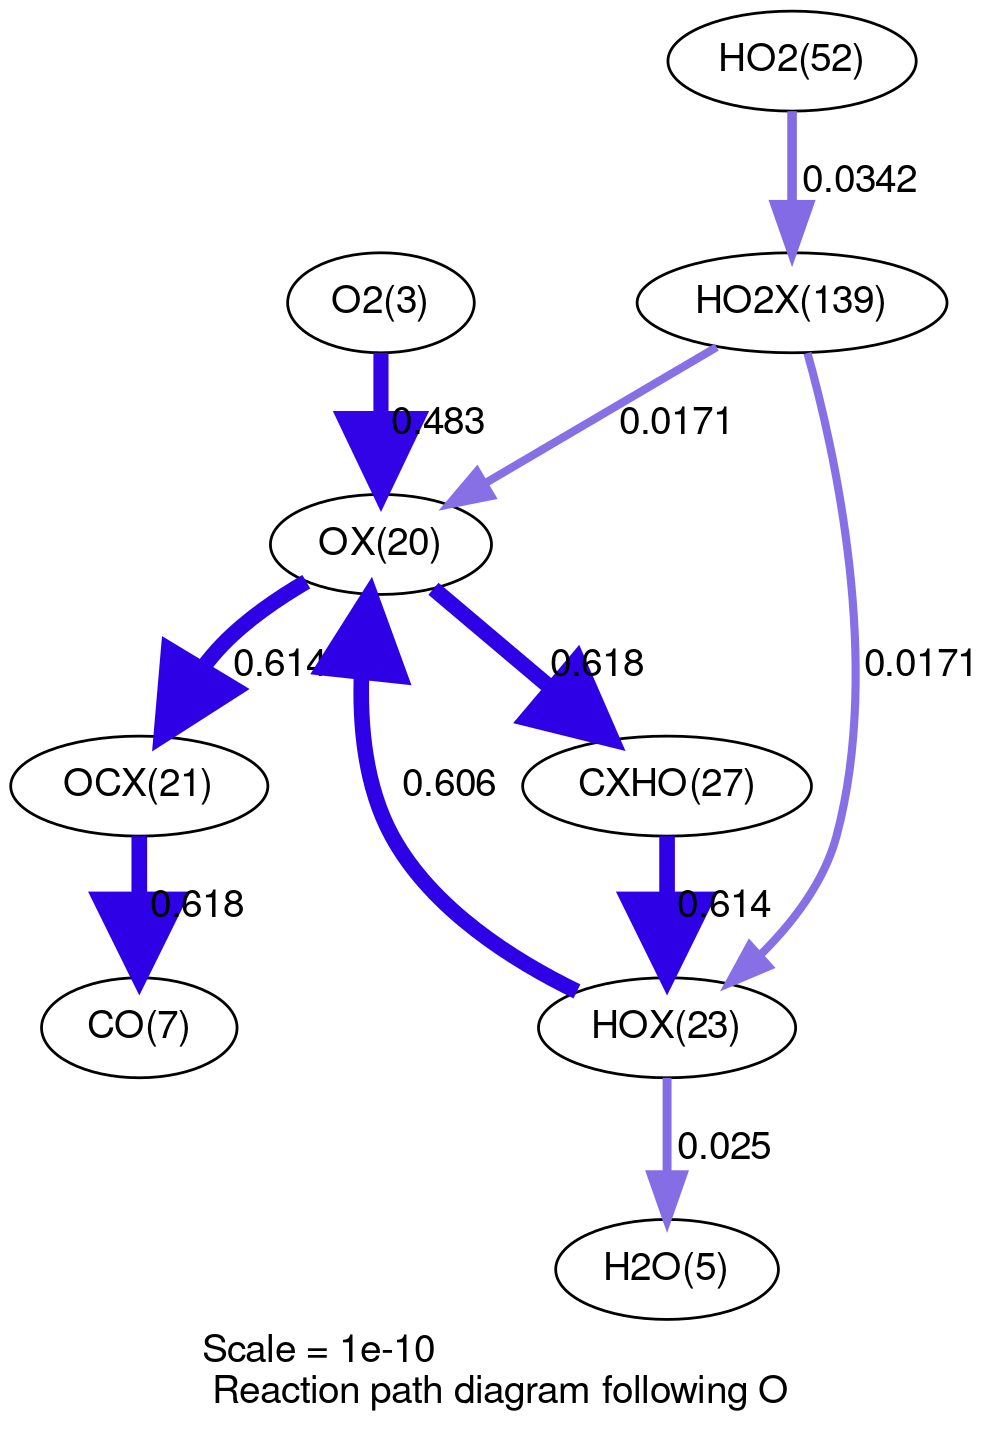 HO2(52)
0.0342
O2(3)
HO2X(139)
0.483
0.0171
OX(20)
0.614
0.618
0.0171
OCX(21)
0.606
CXHO(27)
0.618
0.614
CO(7)
HOX(23)
0.025
H2O(5)
Scale = 1e-10
Reaction path diagram following O